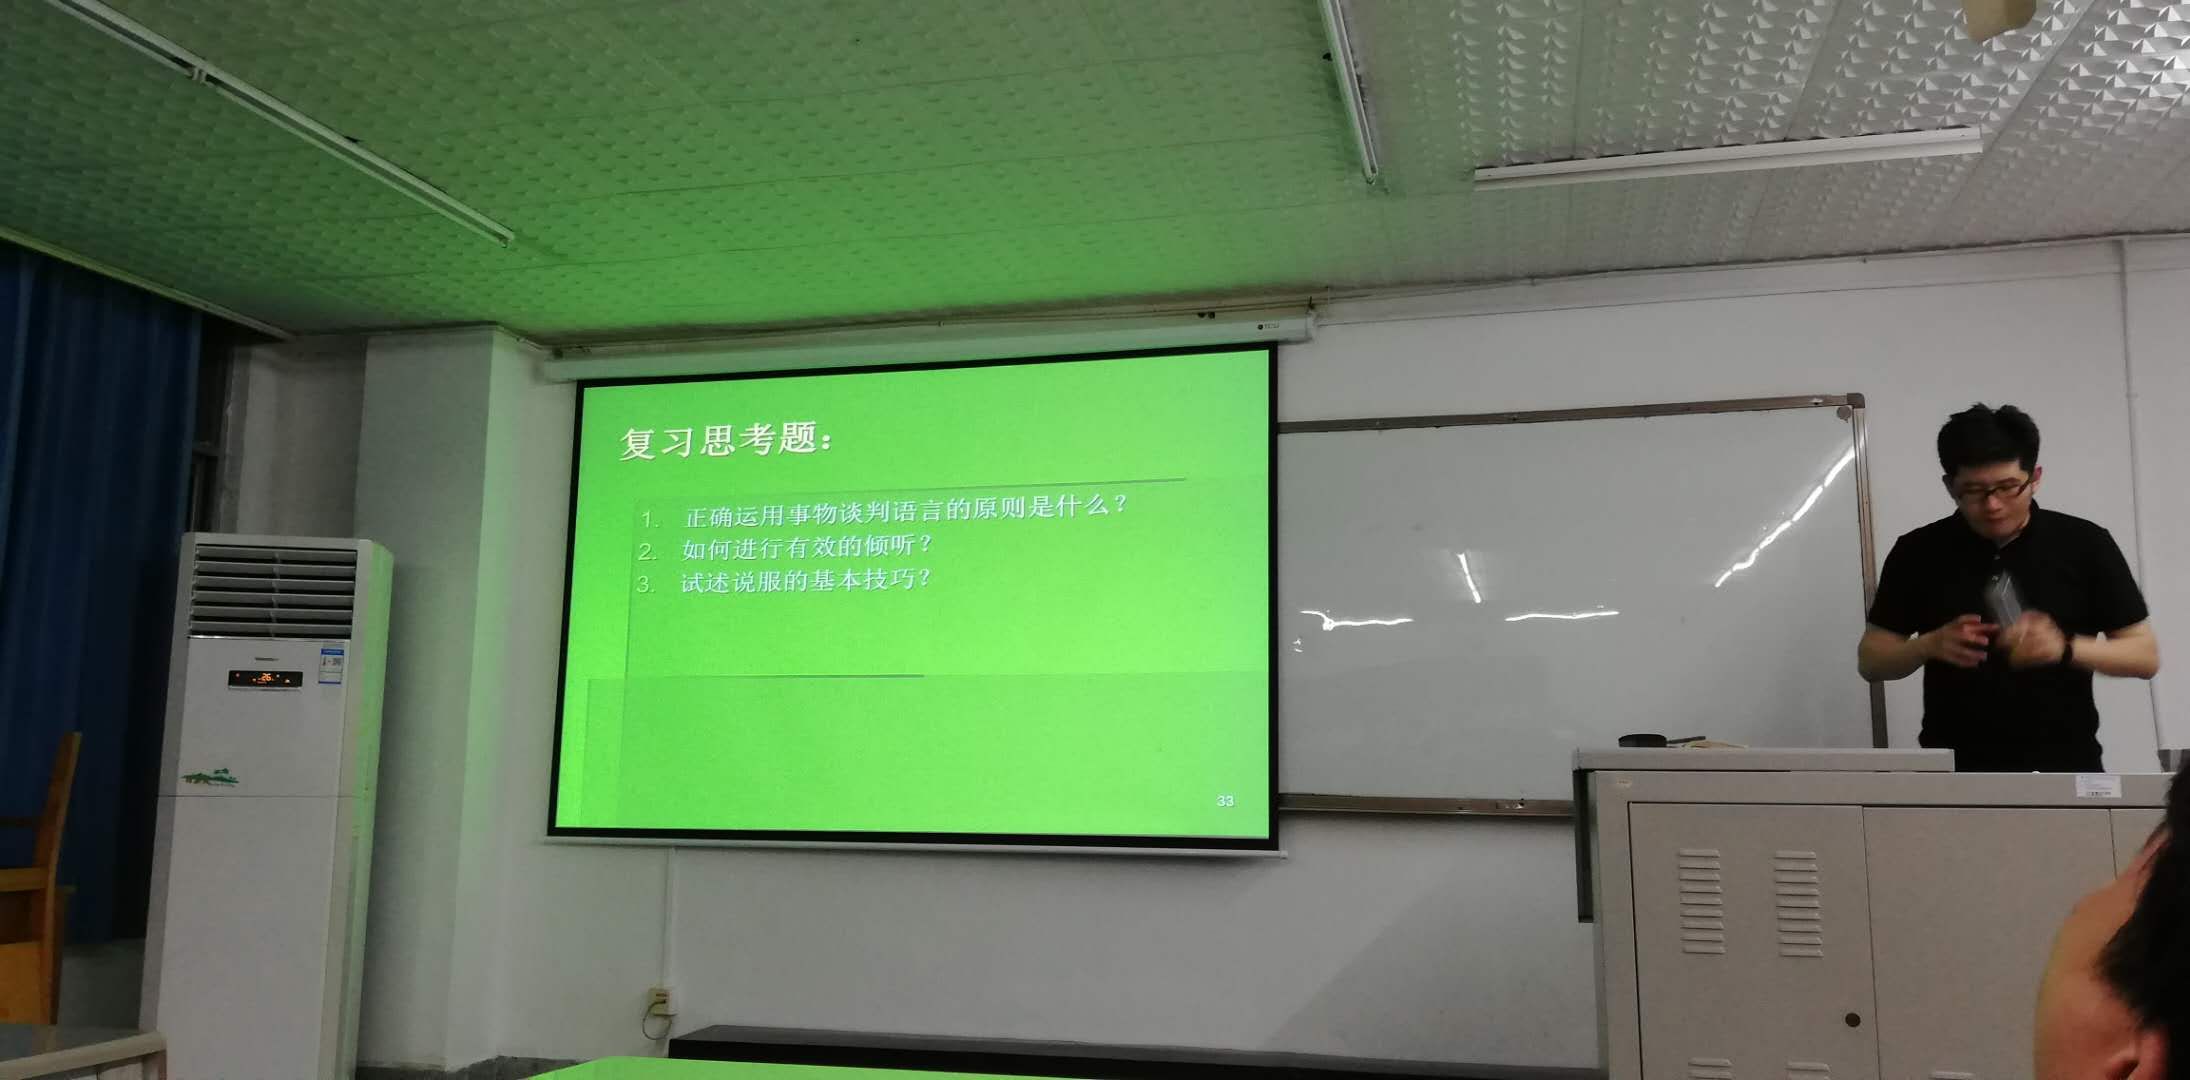 复习思考题：
1. 正确运用事物谈判语言的原则是什么？
2. 如何进行有效的倾听？
3. 试述说服的基本技巧？
33
26